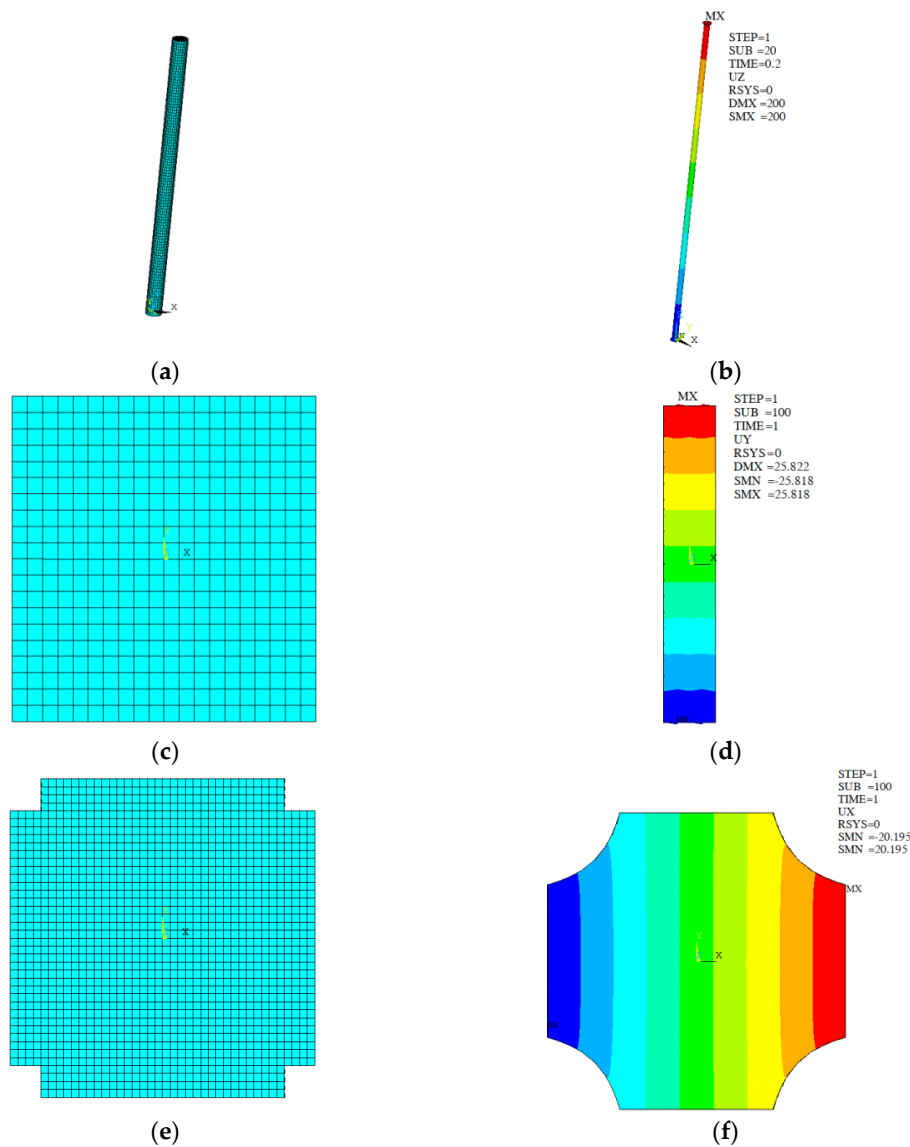 MX
STEP=1
SUB =20
TIME=0.2
UZ
RSYS=0
DMX =200
SMX =200
X
Y
X
(a)
(b)
MX
STEP=1
SUB =100
TIME=1
UY
RSYS=0
DMX =25.822
SMN =-25.818
SMX =25.818
X
X
(c)
(d)
STEP=1
SUB =100
TIME=1
UX
RSYS=0
SMN =-20.195
SMN =20.195
MX
X
Y
X
(e)
(f)